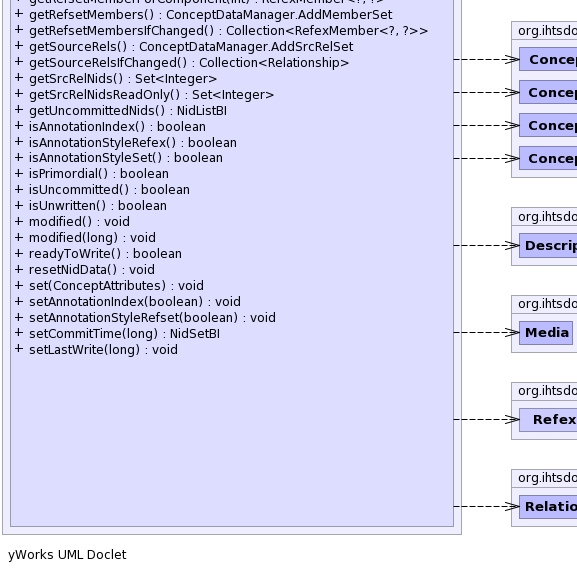 + getRefsetMembers() : ConceptDataManager.AddMemberSet
+ getRefsetMembersIfChanged() : Collection<RefexMember<?, ?>>
+ getSourceRels() : ConceptDataManager.AddSrcRelSet
+ getSourceRelsIfChanged() : Collection<Relationship>
+ getSrcRelNids() : Set<Integer>
+ getSrcRelNidsReadOnly() : Set<Integer>
+ getUncommittedNids() : NidListBI
+ isAnnotationIndex() : boolean
+ isAnnotationStyleRefex() : boolean
+ isAnnotationStyleSet() : boolean
+ isPrimordial() : boolean
+ isUncommitted() : boolean
+ isUnwritten() : boolean
+ modified() : void
+ modified(long) : void
+ readyToWrite() : boolean
+ resetNidData() : void
+ set(ConceptAttributes) : void
+ setAnnotationIndex(boolean) : void
+ setAnnotationStyleRefset(boolean) : void
+ setCommitTime(long) : NidSetBI
+ setLastWrite(long) : void
org.ihtsdo
Concep
Concep
Concep
Concep
org.ihtsdo
Descrip
org.ihtsdo
Media
org.ihtsdo
Refex
org.ihtsdo
Relatio
yWorks UML Doclet